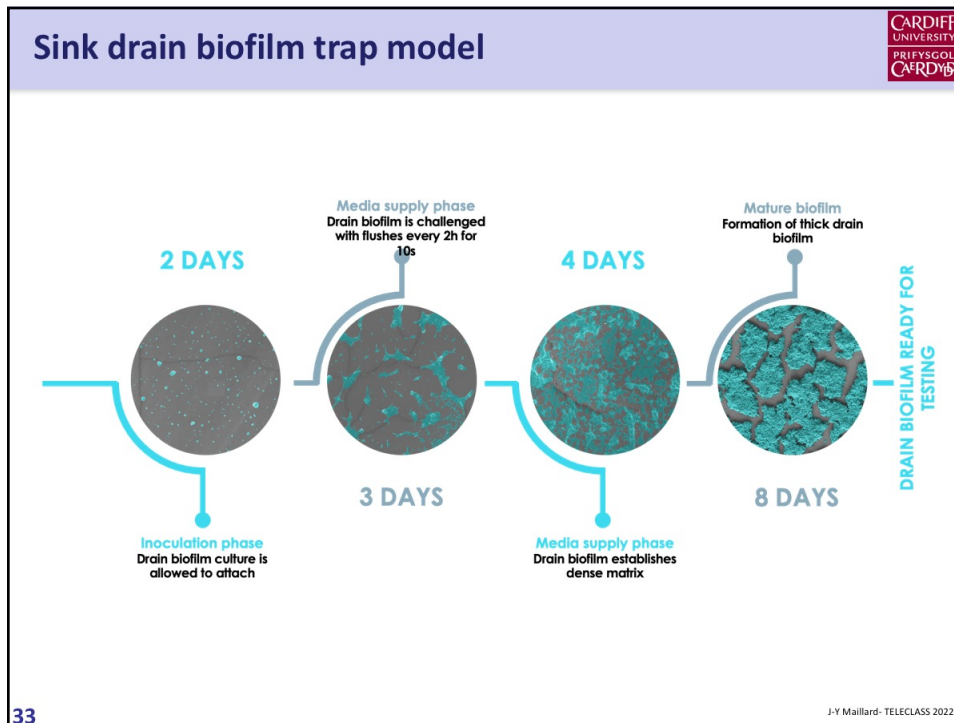 Sink drain biofilm trap model
CARDIFF
UNIVERSITY
PRIFYSGOL
CAERDYDD
Media supply phase
Drain biofilm is challenged
with flushes every 2h for
10s
Mature biofilm
Formation of thick drain
biofilm
2 DAYS
4 DAYS
3 DAYS
8 DAYS
DRAIN BIOFILM READY FOR
TESTING
Inoculation phase
Drain biofilm culture is
allowed to attach
Media supply phase
Drain biofilm establishes
dense matrix
33
J-Y Maillard- TELECLASS 2022